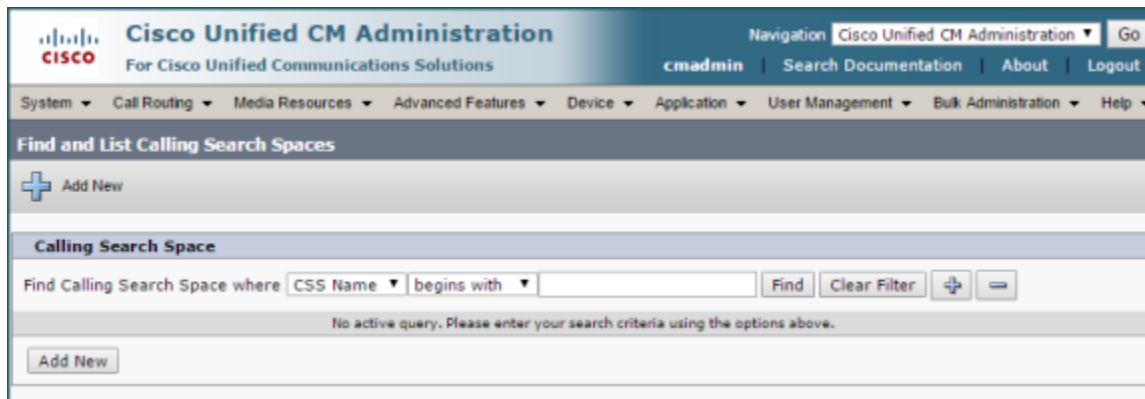 CISCO
Cisco Unified CM Administration
For Cisco Unified Communications Solutions
Navigation Cisco Unified CM Administration Go
cmadmin | Search Documentation | About | Logout
System Call Routing Media Resources Advanced Features Device Application User Management Bulk Administration Help
Find and List Calling Search Spaces
Add New
Calling Search Space
Find Calling Search Space where CSS Name begins with Find Clear Filter
No active query. Please enter your search criteria using the options above.
Add New